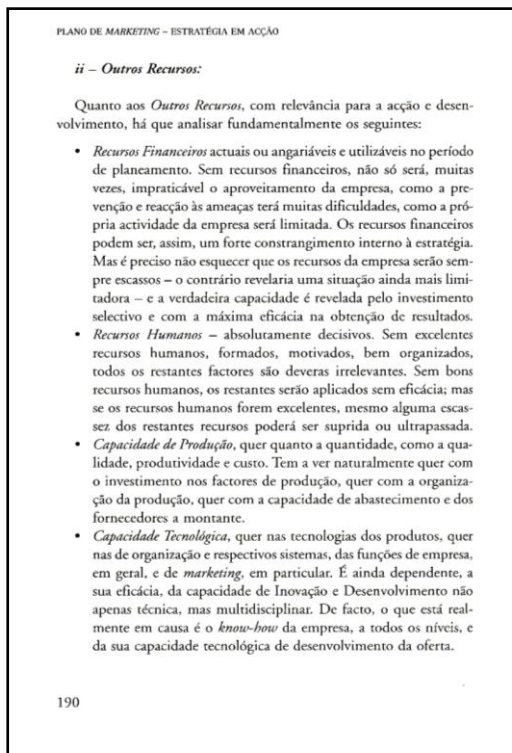 PLANO DE MARKETING – ESTRATÉGIA EM ACÇÃO
ii – Outros Recursos:
Quanto aos Outros Recursos, com relevância para a acção e desen-
volvimento, há que analisar fundamentalmente os seguintes:
• Recursos Financeiros actuais ou angariáveis e utilizáveis no período
de planeamento. Sem recursos financeiros, não só será, muitas
vezes, impraticável o aproveitamento da empresa, como a pre-
venção e reacção às ameaças terá muitas dificuldades, como a pró-
pria actividade da empresa será limitada. Os recursos financeiros
podem ser, assim, um forte constrangimento interno à estratégia.
Mas é preciso não esquecer que os recursos da empresa serão sem-
pre escassos – o contrário revelaria uma situação ainda mais limi-
tadora – e a verdadeira capacidade é revelada pelo investimento
selectivo e com a máxima eficácia na obtenção de resultados.
• Recursos Humanos – absolutamente decisivos. Sem excelentes
recursos humanos, formados, motivados, bem organizados,
todos os restantes factores são deveras irrelevantes. Sem bons
recursos humanos, os restantes serão aplicados sem eficácia; mas
se os recursos humanos forem excelentes, mesmo alguma escas-
sez dos restantes recursos poderá ser suprida ou ultrapassada.
• Capacidade de Produção, quer quanto a quantidade, como a qua-
lidade, produtividade e custo. Tem a ver naturalmente quer com
o investimento nos factores de produção, quer com a organiza-
ção da produção, quer com a capacidade de abastecimento e dos
fornecedores a montante.
• Capacidade Tecnológica, quer nas tecnologias dos produtos, quer
nas de organização e respectivos sistemas, das funções de empresa,
em geral, e de marketing, em particular. É ainda dependente, a
sua eficácia, da capacidade de Inovação e Desenvolvimento não
apenas técnica, mas multidisciplinar. De facto, o que está real-
mente em causa é o know-how da empresa, a todos os níveis, e
da sua capacidade tecnológica de desenvolvimento da oferta.
190